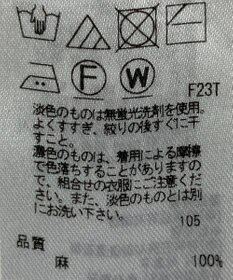 F23T
F W
淡色のものは無蛍光洗剤を使用。
よくすすぎ、絞りの後すぐに干
すこと。
濃色のものは、着用による摩擦
で色落ちすることがありますの
で、組合せの衣服にご注意くださ
い。また、淡色のものとは別
にお洗い下さい。
105
品質
麻 100%